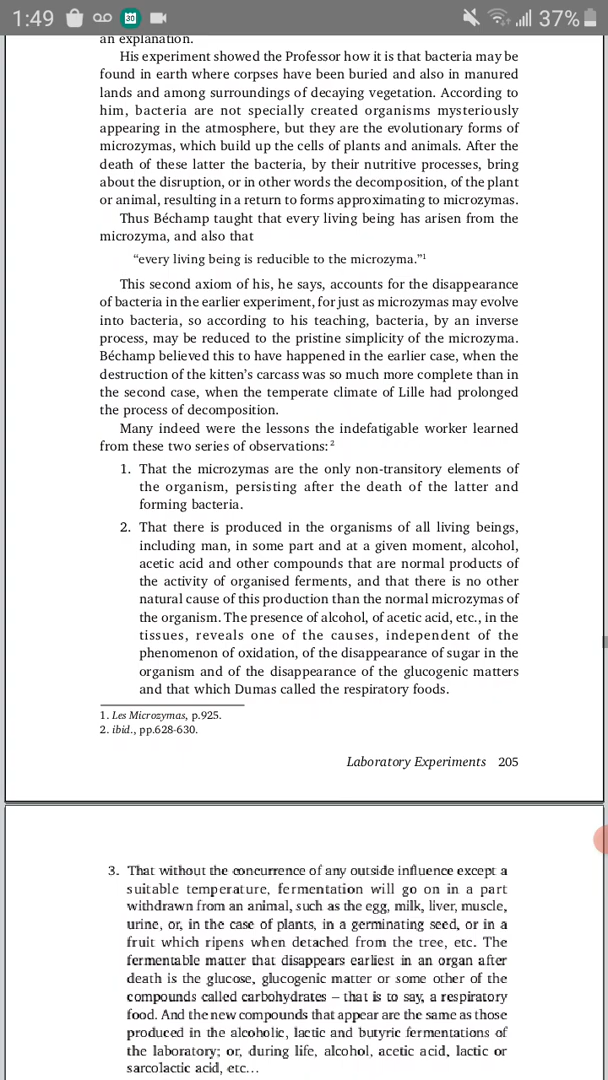 1:49
30
37%
an explanation.
His experiment showed the Professor how it is that bacteria may be
found in earth where corpses have been buried and also in manured
lands and among surroundings of decaying vegetation. According to
him, bacteria are not specially created organisms mysteriously
appearing in the atmosphere, but they are the evolutionary forms of
microzymas, which build up the cells of plants and animals. After the
death of these latter the bacteria, by their nutritive processes, bring
about the disruption, or in other words the decomposition, of the plant
or animal, resulting in a return to forms approximating to microzymas.
Thus Béchamp taught that every living being has arisen from the
microzyma, and also that
“every living being is reducible to the microzyma.”1
This second axiom of his, he says, accounts for the disappearance
of bacteria in the earlier experiment, for just as microzymas may evolve
into bacteria, so according to his teaching, bacteria, by an inverse
process, may be reduced to the pristine simplicity of the microzyma.
Béchamp believed this to have happened in the earlier case, when the
destruction of the kitten’s carcass was so much more complete than in
the second case, when the temperate climate of Lille had prolonged
the process of decomposition.
Many indeed were the lessons the indefatigable worker learned
from these two series of observations:2
1. That the microzymas are the only non-transitory elements of
the organism, persisting after the death of the latter and
forming bacteria.
2. That there is produced in the organisms of all living beings,
including man, in some part and at a given moment, alcohol,
acetic acid and other compounds that are normal products of
the activity of organised ferments, and that there is no other
natural cause of this production than the normal microzymas of
the organism. The presence of alcohol, of acetic acid, etc., in the
tissues, reveals one of the causes, independent of the
phenomenon of oxidation, of the disappearance of sugar in the
organism and of the disappearance of the glucogenic matters
and that which Dumas called the respiratory foods.
1. Les Microzymas, p.925.
2. ibid., pp.628-630.
Laboratory Experiments 205
3. That without the concurrence of any outside influence except a
suitable temperature, fermentation will go on in a part
withdrawn from an animal, such as the egg, milk, liver, muscle,
urine, or, in the case of plants, in a germinating seed, or in a
fruit which ripens when detached from the tree, etc. The
fermentable matter that disappears earliest in an organ after
death is the glucose, glucogenic matter or some other of the
compounds called carbohydrates – that is to say, a respiratory
food. And the new compounds that appear are the same as those
produced in the alcoholic, lactic and butyric fermentations of
the laboratory; or, during life, alcohol, acetic acid, lactic or
sarcolactic acid, etc…